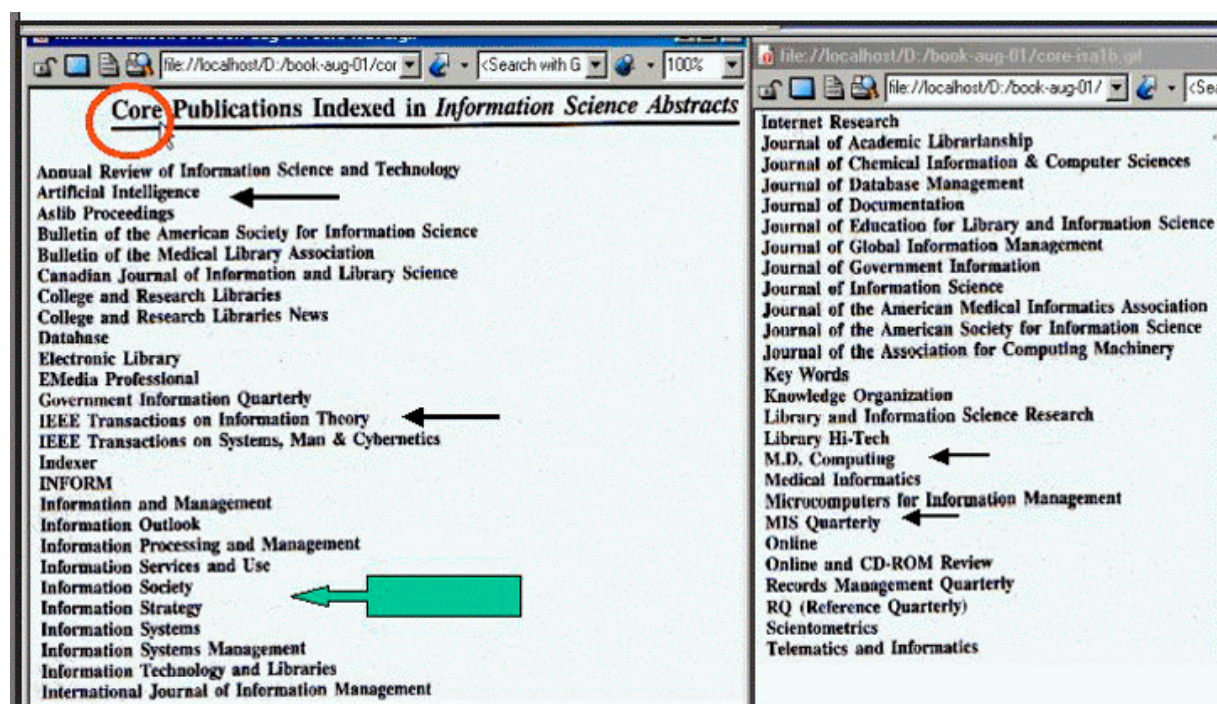 file://localhost/D:/book-aug-01/cor
<Search with G
100%
Core Publications Indexed in Information Science Abstracts
Annual Review of Information Science and Technology
Artificial Intelligence
Aslib Proceedings
Bulletin of the American Society for Information Science
Bulletin of the Medical Library Association
Canadian Journal of Information and Library Science
College and Research Libraries
College and Research Libraries News
Database
Electronic Library
EMedia Professional
Government Information Quarterly
IEEE Transactions on Information Theory
IEEE Transactions on Systems, Man & Cybernetics
Indexer
INFORM
Information and Management
Information Outlook
Information Processing and Management
Information Services and Use
Information Society
Information Strategy
Information Systems
Information Systems Management
Information Technology and Libraries
International Journal of Information Management
file://localhost/D:/book-aug-01/core-isa1b.gif
file://localhost/D:/book-aug-01/
<Sea
Internet Research
Journal of Academic Librarianship
Journal of Chemical Information & Computer Sciences
Journal of Database Management
Journal of Documentation
Journal of Education for Library and Information Science
Journal of Global Information Management
Journal of Government Information
Journal of Information Science
Journal of the American Medical Informatics Association
Journal of the American Society for Information Science
Journal of the Association for Computing Machinery
Key Words
Knowledge Organization
Library and Information Science Research
Library Hi-Tech
M.D. Computing
Medical Informatics
Microcomputers for Information Management
MIS Quarterly
Online
Online and CD-ROM Review
Records Management Quarterly
RQ (Reference Quarterly)
Scientometrics
Telematics and Informatics